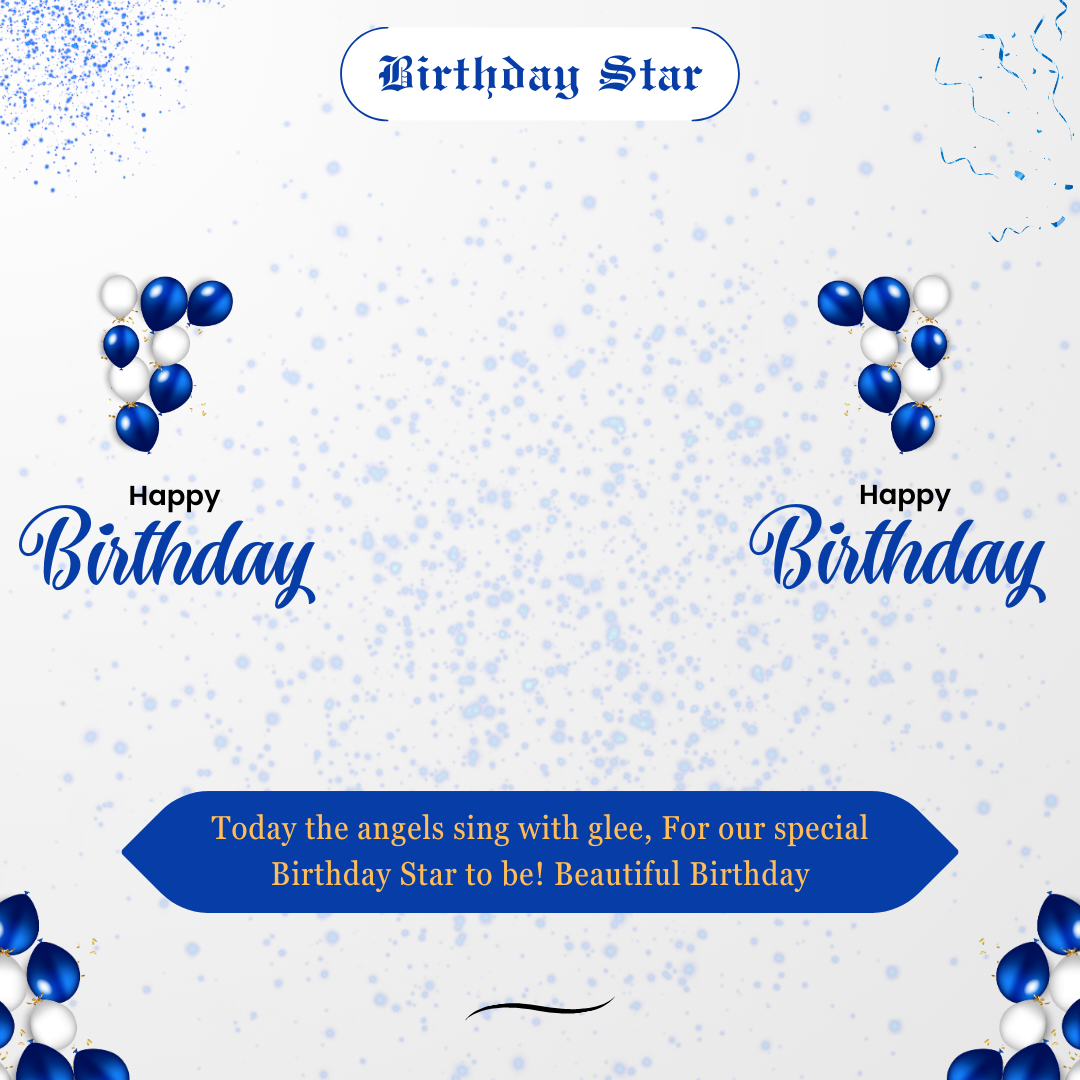 Birthday Star
Happy
Birthday
Happy
Birthday
Today the angels sing with glee, For our special
Birthday Star to be! Beautiful Birthday